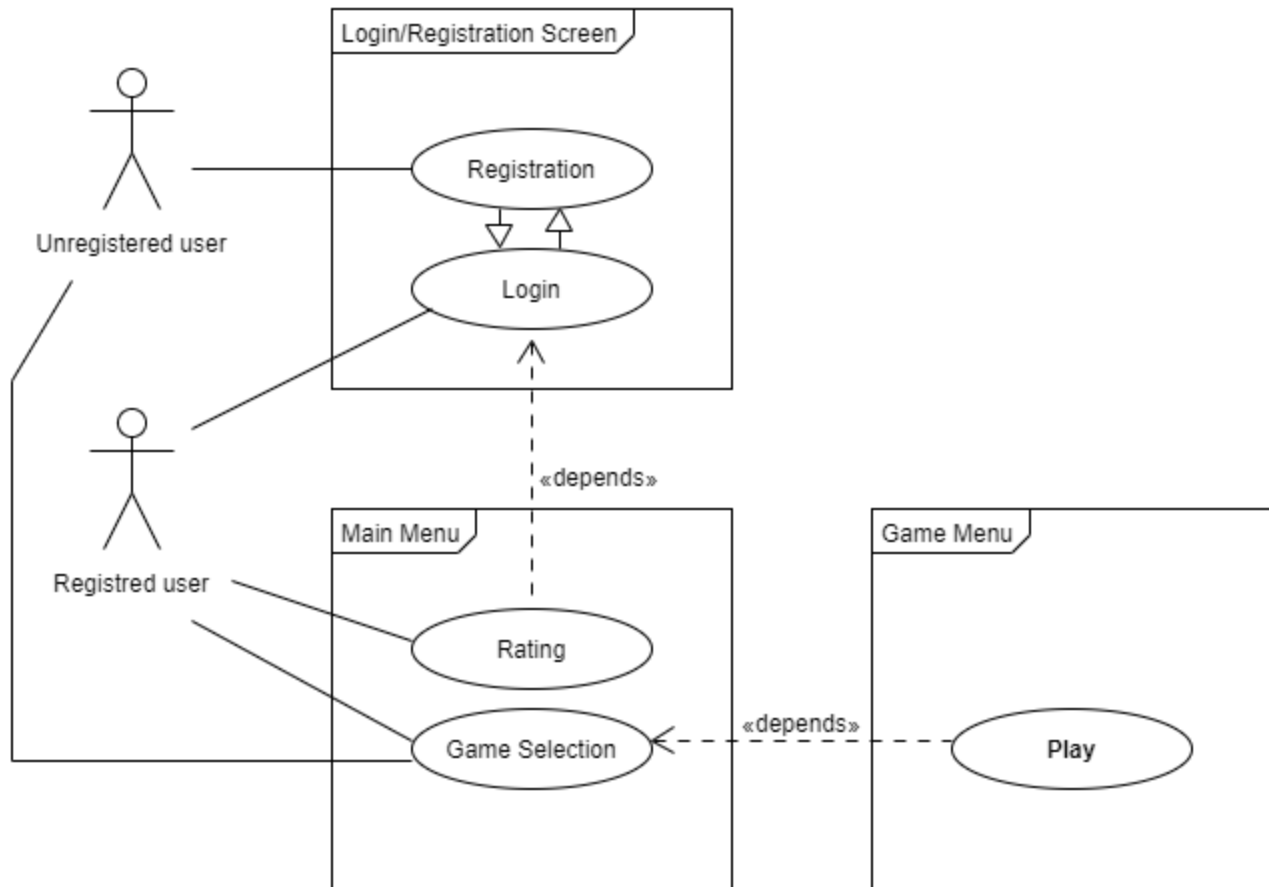 Login/Registration Screen
Registration
Unregistered user
Login
«depends»
Main Menu
Game Menu
Registred user
Rating
«depends»
Game Selection
Play